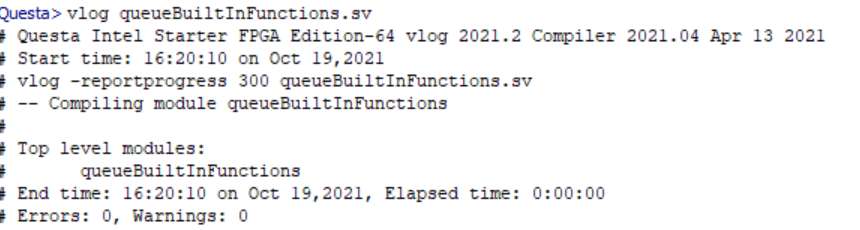 Questa> vlog queueBuiltInFunctions.sv
# Questa Intel Starter FPGA Edition-64 vlog 2021.2 Compiler 2021.04 Apr 13 2021
# Start time: 16:20:10 on Oct 19,2021
# vlog -reportprogress 300 queueBuiltInFunctions.sv
# -- Compiling module queueBuiltInFunctions
#
# Top level modules:
# queueBuiltInFunctions
# End time: 16:20:10 on Oct 19,2021, Elapsed time: 0:00:00
# Errors: 0, Warnings: 0